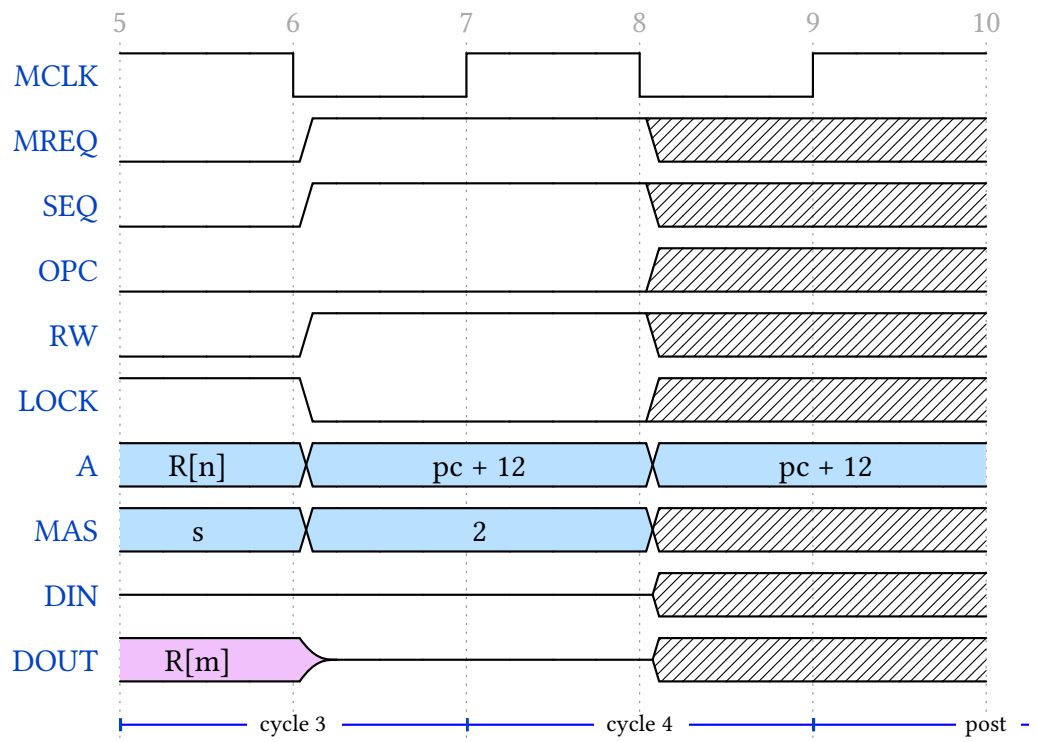 5 6 7 8 9 10
MCLK
MREQ
SEQ
OPC
RW
LOCK
A R[n] pc + 12 pc + 12
MAS s 2
DIN
DOUT R[m]
cycle 3 cycle 4 post